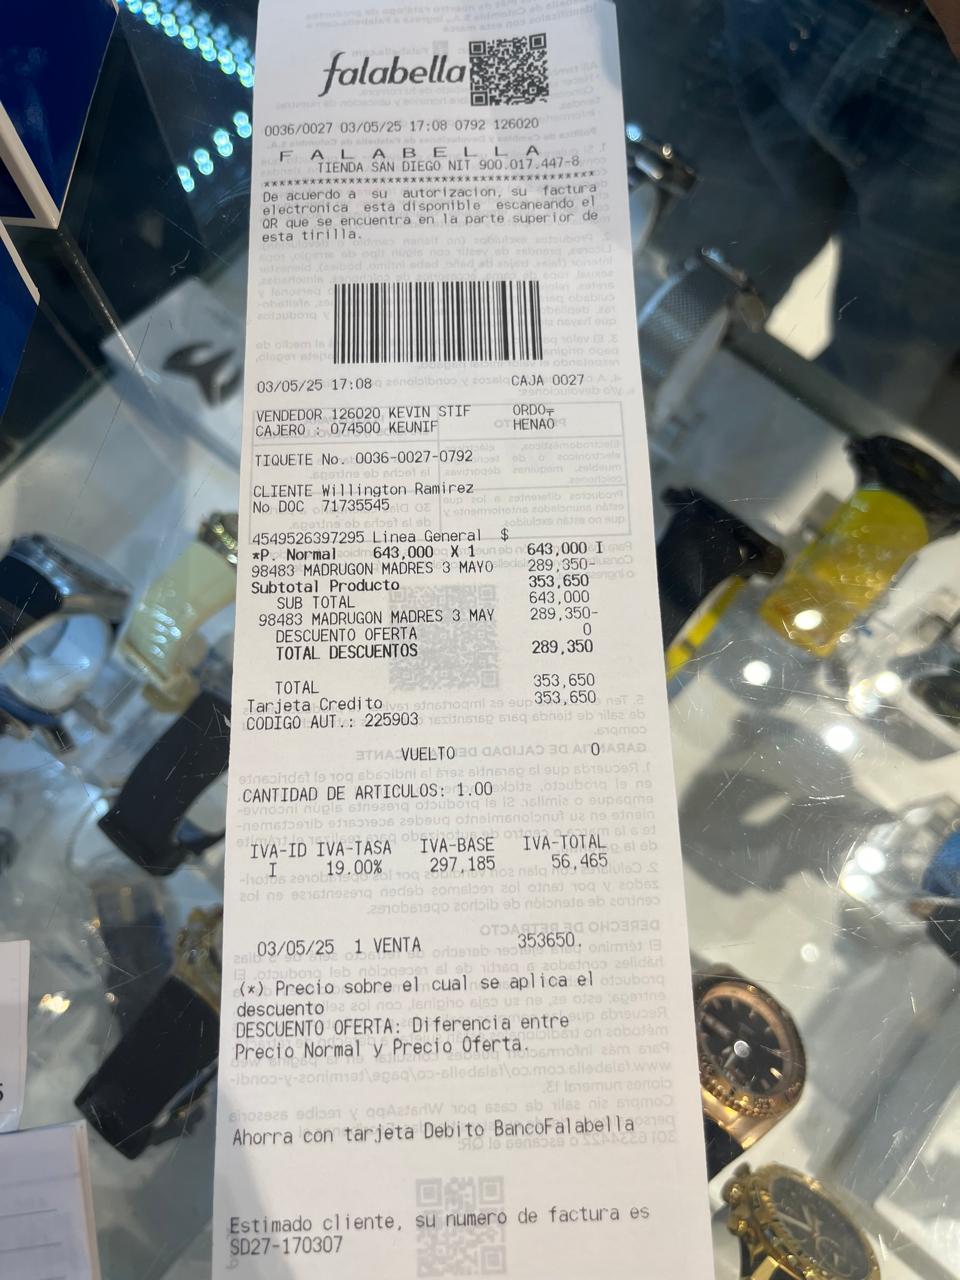 falabella
0036/0027 03/05/25 17:08 0792 126020
F A L A B E L L A
TIENDA SAN DIEGO NIT 900.017.447-8
****************************************************
De acuerdo a su autorizacion, su factura
electronica esta disponible escaneando el
QR que se encuentra en la parte superior de
esta tirilla.
03/05/25 17:08 CAJA 0027
VENDEDOR 126020 KEVIN STIF ORDO
CAJERO : 074500 KEUNIF HENAO
TIQUETE No. 0036-0027-0792
CLIENTE Willington Ramirez
No DOC 71735545
4549526397295 Linea General $
*P. Normal 643,000 X 1 643,000 I
98483 MADRUGON MADRES 3 MAYO 289,350-
Subtotal Producto 353,650
SUB TOTAL 643,000
98483 MADRUGON MADRES 3 MAY 289,350-
DESCUENTO OFERTA 0
TOTAL DESCUENTOS 289,350
TOTAL 353,650
Tarjeta Credito 353,650
CODIGO AUT.: 225903
VUELTO 0
CANTIDAD DE ARTICULOS: 1.00
IVA-ID IVA-TASA IVA-BASE IVA-TOTAL
I 19.00% 297,185 56,465
03/05/25 1 VENTA 353650.
(*) Precio sobre el cual se aplica el
descuento
DESCUENTO OFERTA: Diferencia entre
Precio Normal y Precio Oferta.
Ahorra con tarjeta Debito BancoFalabella
Estimado cliente, su numero de factura es
SD27-170307